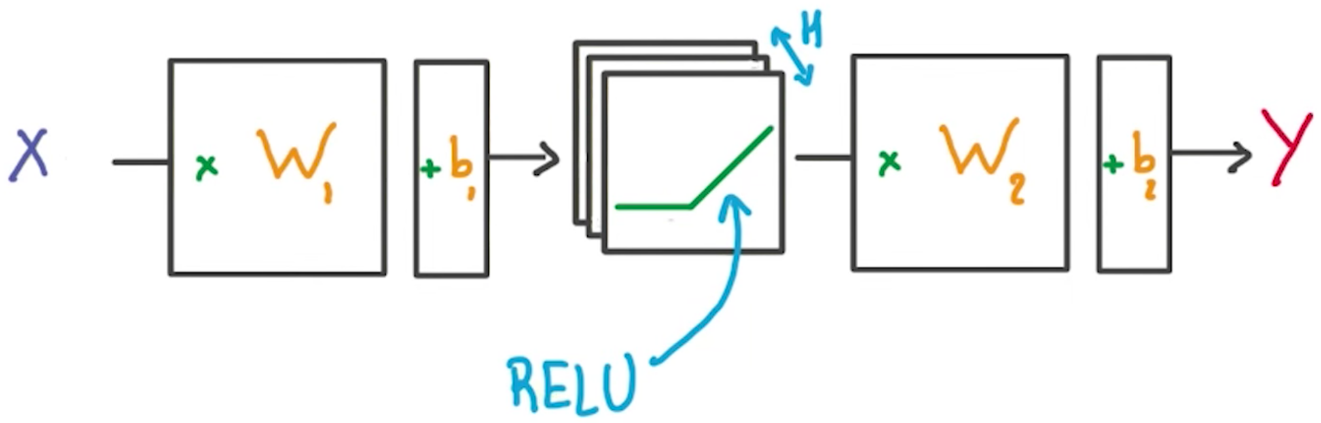 H
X × W₁ + b₁ × W₂ + b₂ Y
RELU